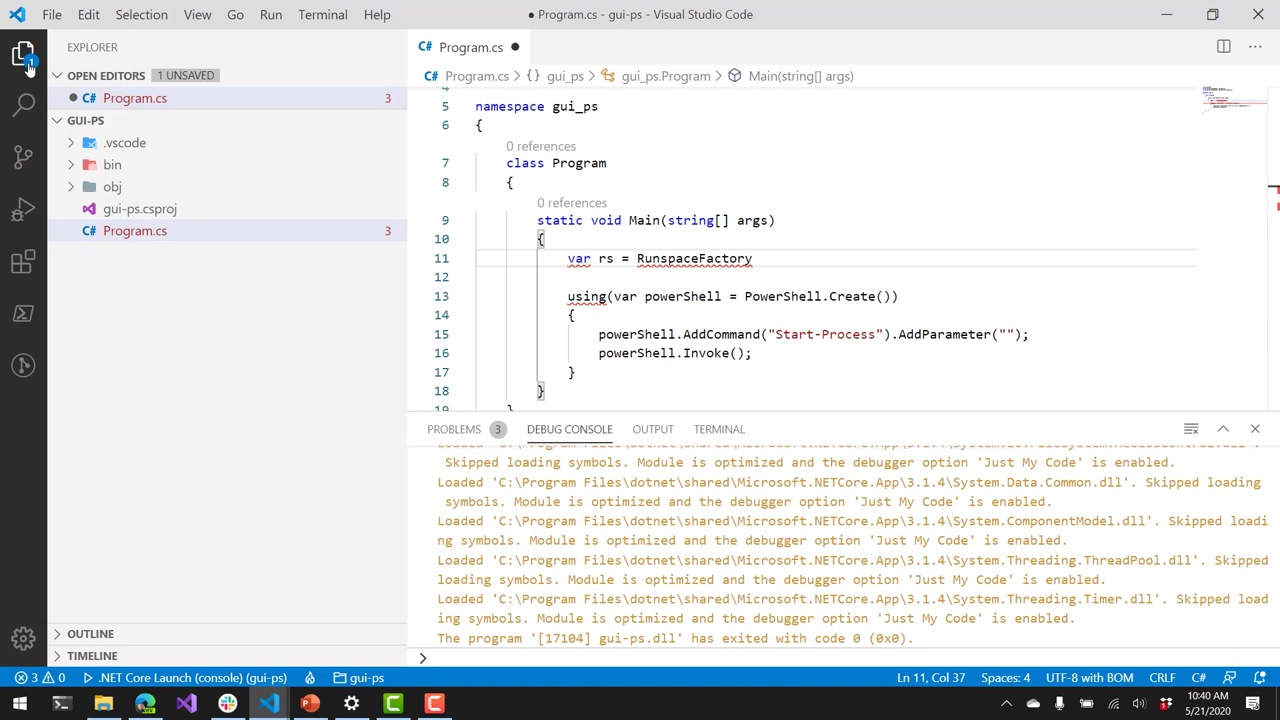 File Edit Selection View Go Run Terminal Help ● Program.cs - gui-ps - Visual Studio Code
EXPLORER
OPEN EDITORS 1 UNSAVED
C# Program.cs 3
GUI-PS
.vscode
bin
obj
gui-ps.csproj
C# Program.cs 3
OUTLINE
TIMELINE
1
C# Program.cs ●
C# Program.cs > {} gui_ps > gui_ps.Program > Main(string[] args)
4
5 namespace gui_ps
6 {
0 references
7 class Program
8 {
0 references
9 static void Main(string[] args)
10 {
11 var rs = RunspaceFactory
12
13 using(var powerShell = PowerShell.Create())
14 {
15 powerShell.AddCommand("Start-Process").AddParameter("");
16 powerShell.Invoke();
17 }
18 }
19 }
PROBLEMS 3 DEBUG CONSOLE OUTPUT TERMINAL
Skipped loading symbols. Module is optimized and the debugger option 'Just My Code' is enabled.
Loaded 'C:\Program Files\dotnet\shared\Microsoft.NETCore.App\3.1.4\System.Data.Common.dll'. Skipped loading
symbols. Module is optimized and the debugger option 'Just My Code' is enabled.
Loaded 'C:\Program Files\dotnet\shared\Microsoft.NETCore.App\3.1.4\System.ComponentModel.dll'. Skipped loadi
ng symbols. Module is optimized and the debugger option 'Just My Code' is enabled.
Loaded 'C:\Program Files\dotnet\shared\Microsoft.NETCore.App\3.1.4\System.Threading.ThreadPool.dll'. Skipped
loading symbols. Module is optimized and the debugger option 'Just My Code' is enabled.
Loaded 'C:\Program Files\dotnet\shared\Microsoft.NETCore.App\3.1.4\System.Threading.Timer.dll'. Skipped load
ing symbols. Module is optimized and the debugger option 'Just My Code' is enabled.
The program '[17104] gui-ps.dll' has exited with code 0 (0x0).
>
3 0 .NET Core Launch (console) (gui-ps) gui-ps Ln 11, Col 37 Spaces: 4 UTF-8 with BOM CRLF C#
10:40 AM
5/21/2020